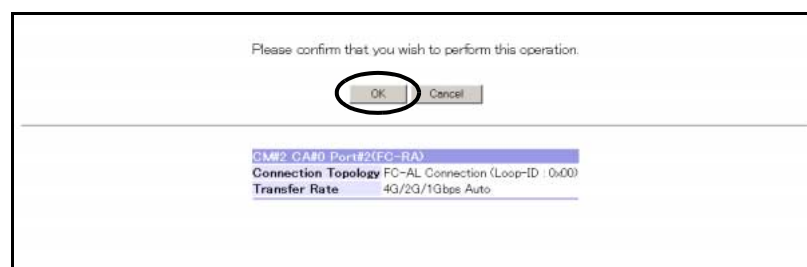 Please confirm that you wish to perform this operation.
OK Cancel
CM#2 CA#0 Port#2(FC-RA)
Connection Topology FC-AL Connection (Loop-ID : 0x00)
Transfer Rate 4G/2G/1Gbps Auto